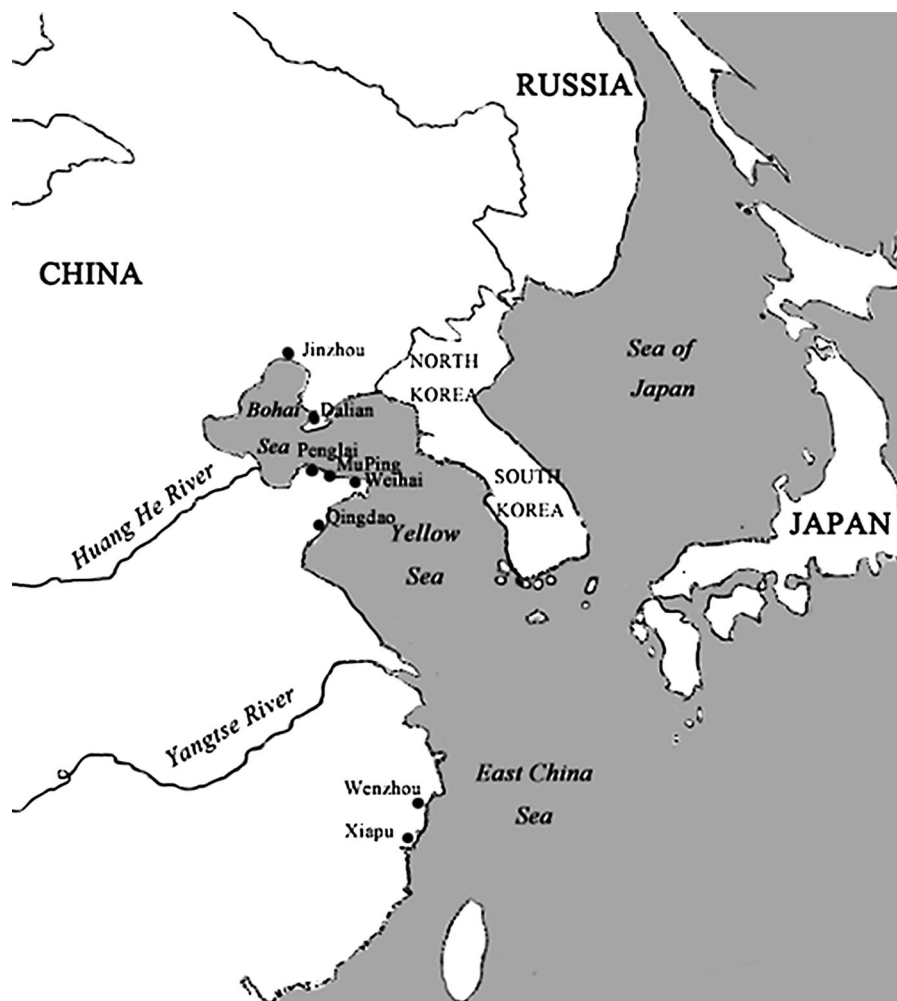 RUSSIA
CHINA
Jinzhou
NORTH
KOREA
Sea of
Japan
Bohai
Sea
Dalian
Penglai
MuPing
Weihai
SOUTH
KOREA
Huang He River
Qingdao
Yellow
Sea
JAPAN
Yangtse River
East China
Sea
Wenzhou
Xiapu